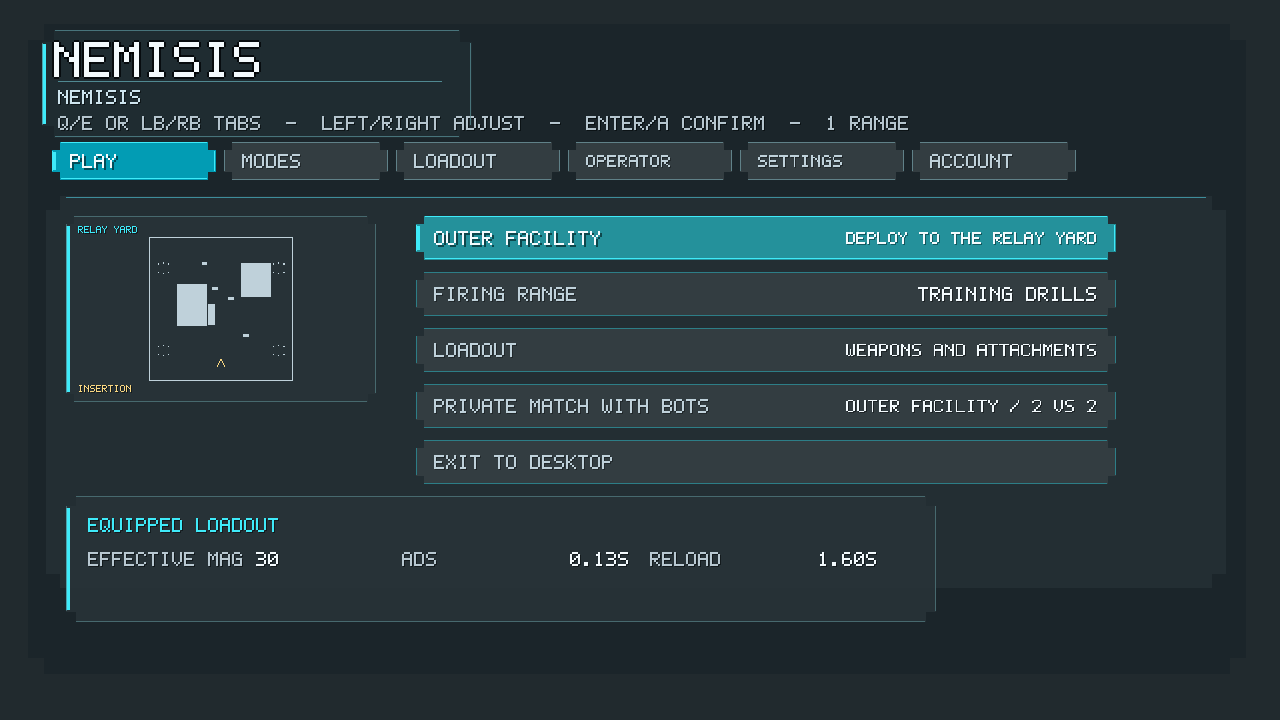 NEMISIS
NEMISIS
Q/E OR LB/RB TABS – LEFT/RIGHT ADJUST – ENTER/A CONFIRM – 1 RANGE
PLAY MODES LOADOUT OPERATOR SETTINGS ACCOUNT
RELAY YARD
INSERTION
OUTER FACILITY DEPLOY TO THE RELAY YARD
FIRING RANGE TRAINING DRILLS
LOADOUT WEAPONS AND ATTACHMENTS
PRIVATE MATCH WITH BOTS OUTER FACILITY / 2 VS 2
EXIT TO DESKTOP
EQUIPPED LOADOUT
EFFECTIVE MAG 30 ADS 0.13S RELOAD 1.60S